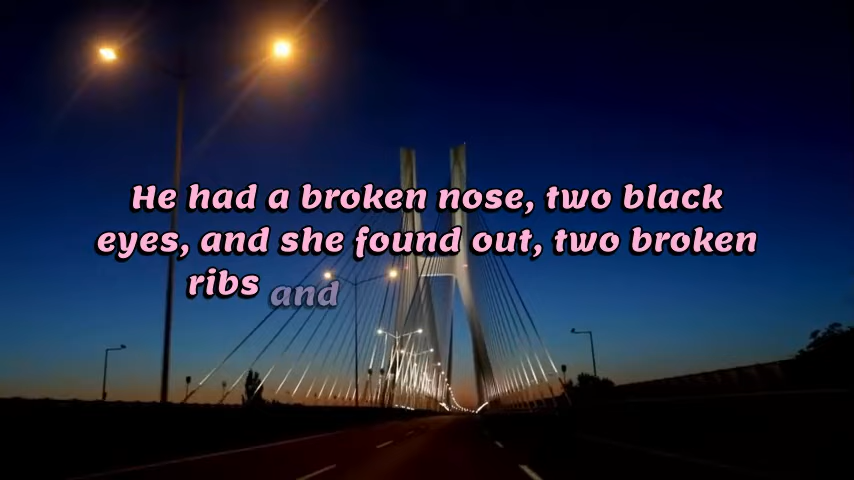 He had a broken nose, two black
eyes, and she found out, two broken
ribs and